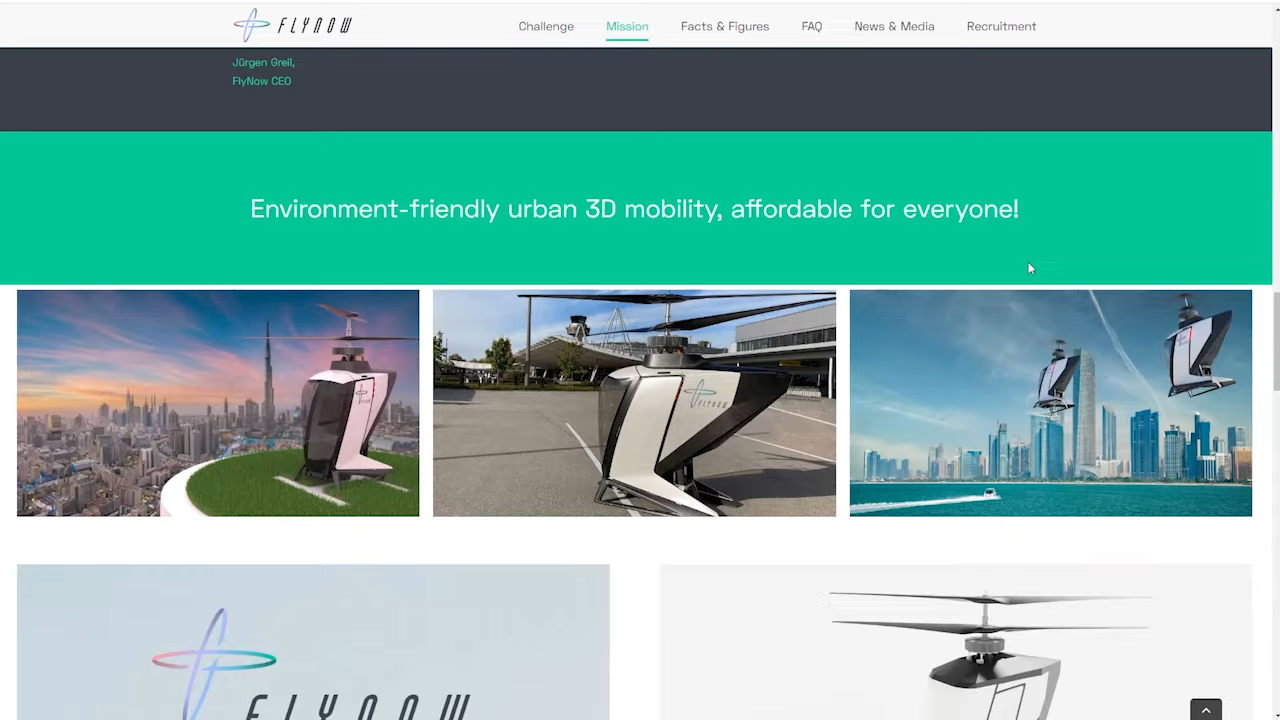 FLYNOW
Challenge Mission Facts & Figures FAQ News & Media Recruitment
Jürgen Greil,
FlyNow CEO
Environment-friendly urban 3D mobility, affordable for everyone!
FLYNOW
FLYNOW